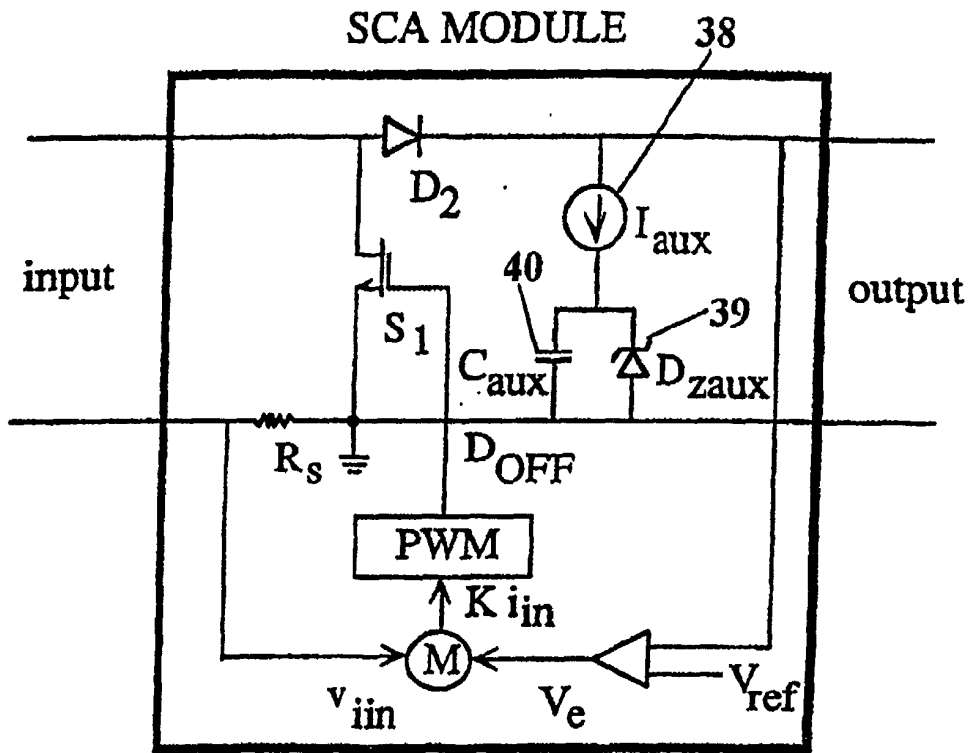 SCA MODULE
38
D2
Iaux
input
40
output
S1
39
Caux
Dzaux
Rs
DOFF
PWM
K iin
M
viin
Ve
Vref